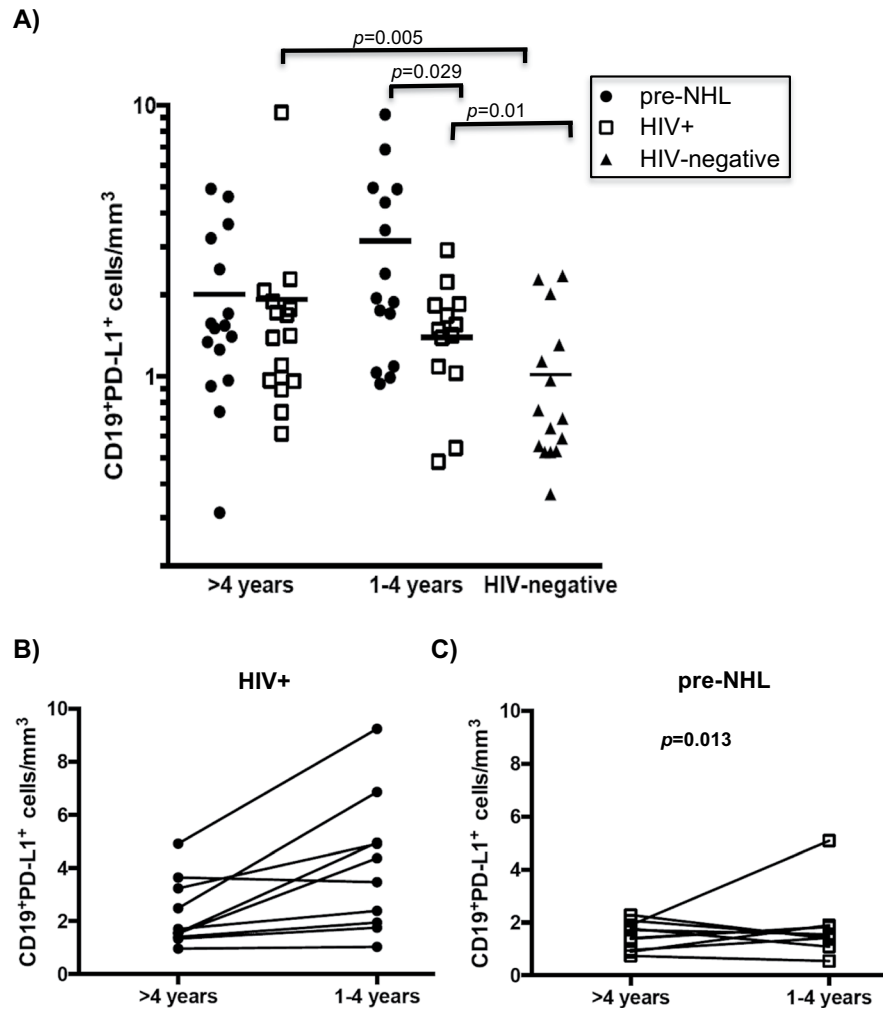 A)
p=0.005
p=0.029
p=0.01
pre-NHL
HIV+
HIV-negative
CD19+PD-L1+ cells/mm3
10
1
>4 years 1-4 years HIV-negative
B)
HIV+
CD19+PD-L1+ cells/mm3
10
8
6
4
2
0
>4 years 1-4 years
C)
pre-NHL
p=0.013
CD19+PD-L1+ cells/mm3
10
8
6
4
2
0
>4 years 1-4 years